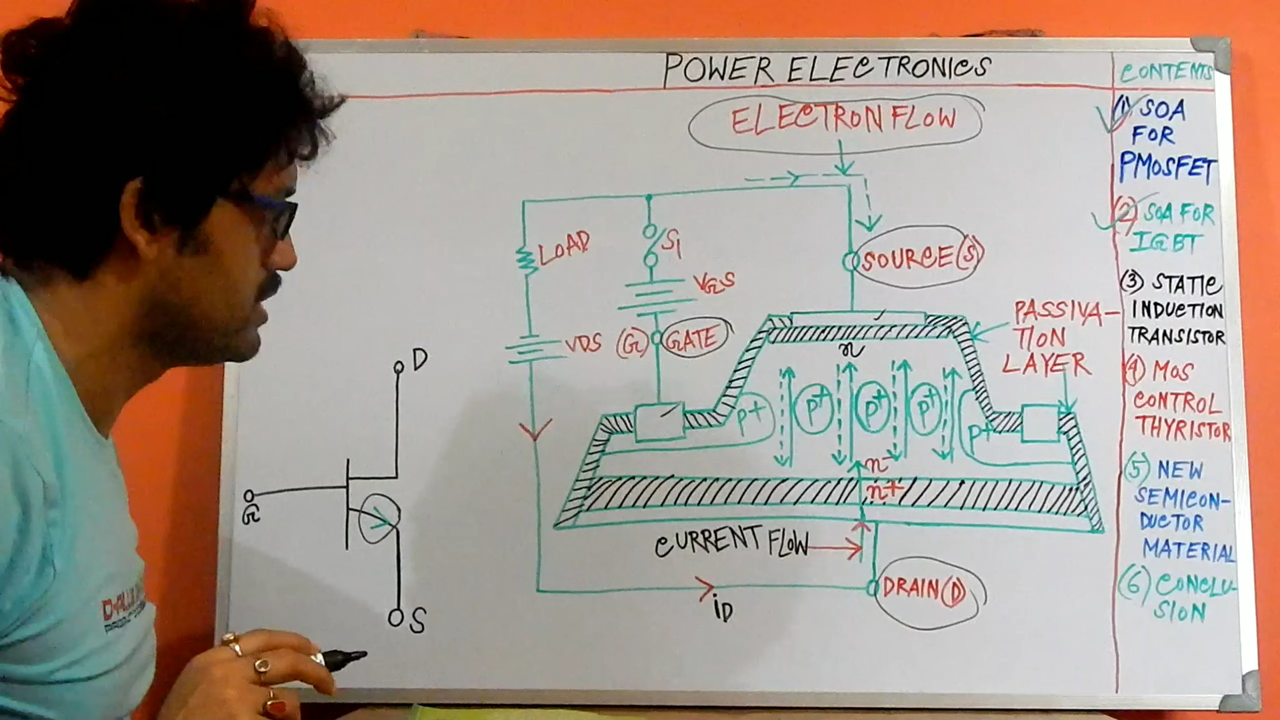 POWER ELECTRONICS
ELECTRON FLOW
LOAD
S1
VGS
SOURCE(S)
VDS
(G)
GATE
PASSIVA-
TION
LAYER
n
P+
P+
P+
P+
P+
n-
n+
CURRENT FLOW
DRAIN(D)
iD
D
G
S
CONTENTS
(1) SOA
FOR
PMOSFET
(2) SOA FOR
IGBT
(3) STATIC
INDUCTION
TRANSISTOR
(4) MOS
CONTROL
THYRISTOR
(5) NEW
SEMICON-
DUCTOR
MATERIAL
(6) CONCLU-
SION